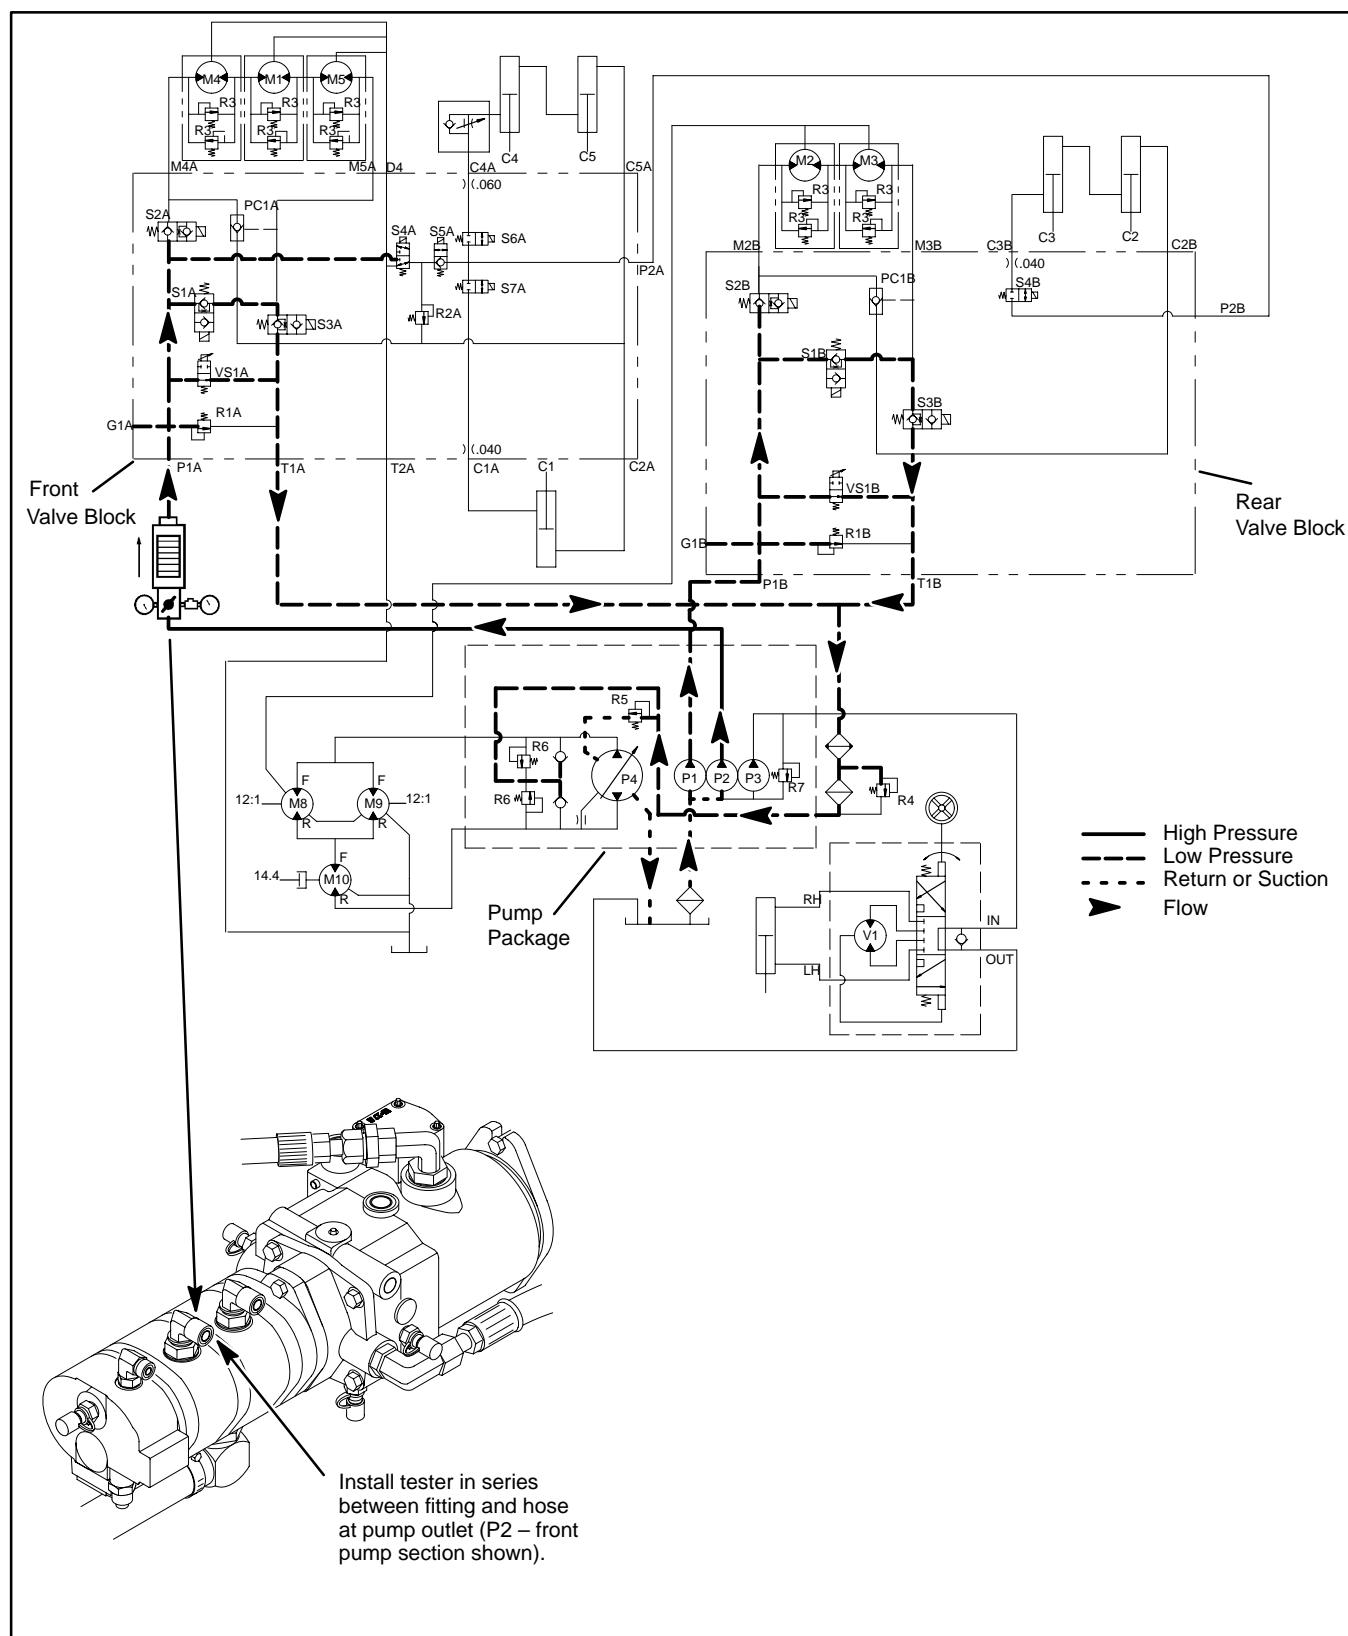 M4
M1
M5
R3
R3
R3
R3
R3
R3
C4
C5
M4A
M5A
D4
C4A
C5A
.060
S2A
PC1A
S4A
S5A
S6A
P2A
S7A
S1A
S3A
R2A
VS1A
R1A
G1A
.040
P1A
T1A
T2A
C1A
C1
C2A
Front
Valve Block
M2
M3
R3
R3
R3
R3
C3
C2
M2B
M3B
C3B
C2B
.040
S2B
PC1B
S4B
P2B
S1B
S3B
VS1B
R1B
G1B
P1B
T1B
Rear
Valve Block
R5
R6
R6
P4
P1
P2
P3
R7
R4
F
F
12:1
M8
M9
12:1
R
R
F
14.4
M10
R
Pump
Package
RH
LH
V1
IN
OUT
High Pressure
Low Pressure
Return or Suction
Flow
Install tester in series
between fitting and hose
at pump outlet (P2 – front
pump section shown).